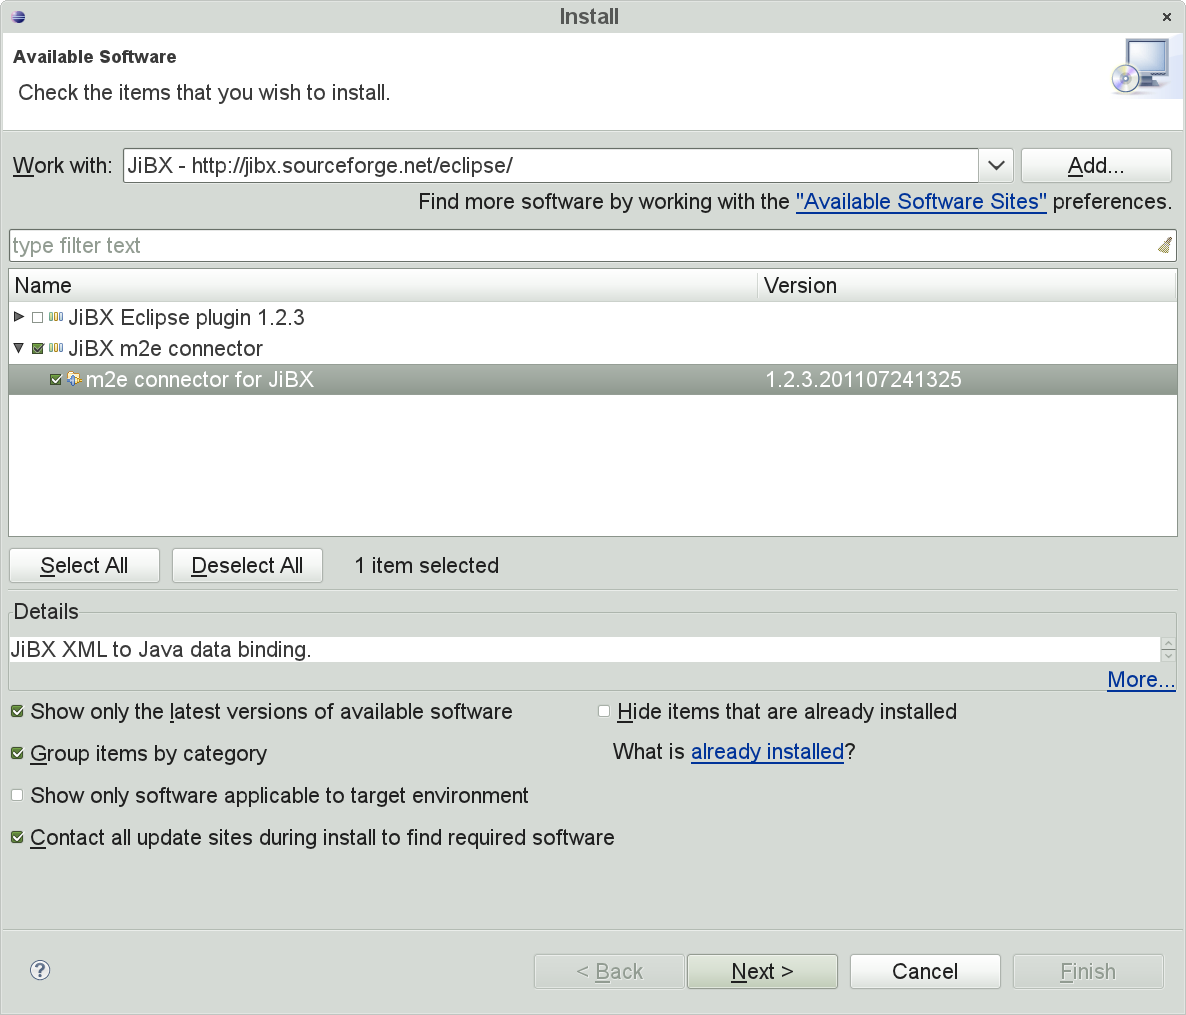 Install
Available Software
Check the items that you wish to install.
Work with: JiBX - http://jibx.sourceforge.net/eclipse/ Add...
Find more software by working with the "Available Software Sites" preferences.
type filter text
Name Version
JiBX Eclipse plugin 1.2.3
JiBX m2e connector
m2e connector for JiBX 1.2.3.201107241325
Select All Deselect All 1 item selected
Details
JiBX XML to Java data binding.
More...
Show only the latest versions of available software Hide items that are already installed
Group items by category What is already installed?
Show only software applicable to target environment
Contact all update sites during install to find required software
? < Back Next > Cancel Finish